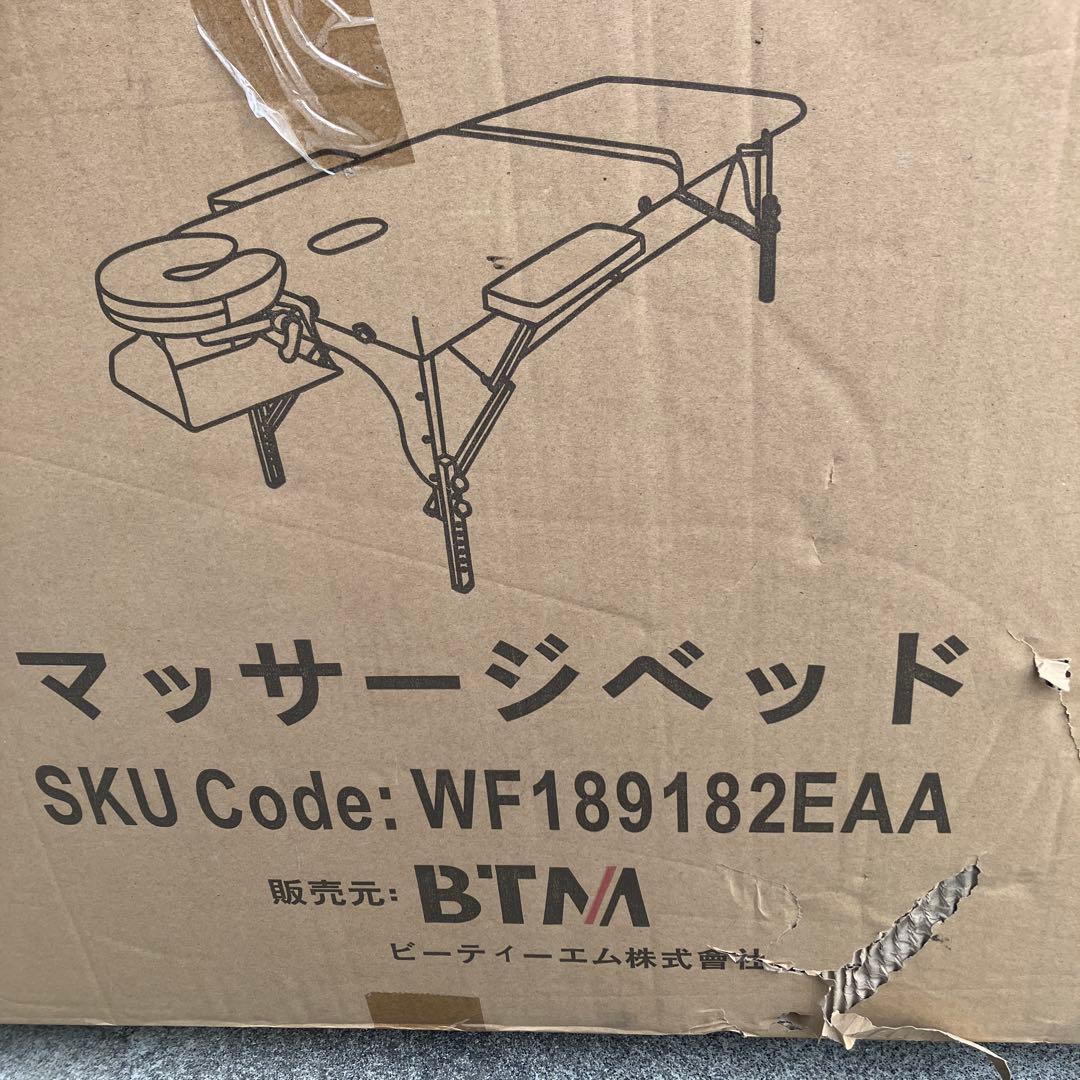 マッサージベッド
SKU Code: WF189182EAA
販売元: BTM
ビーティーエム株式會社